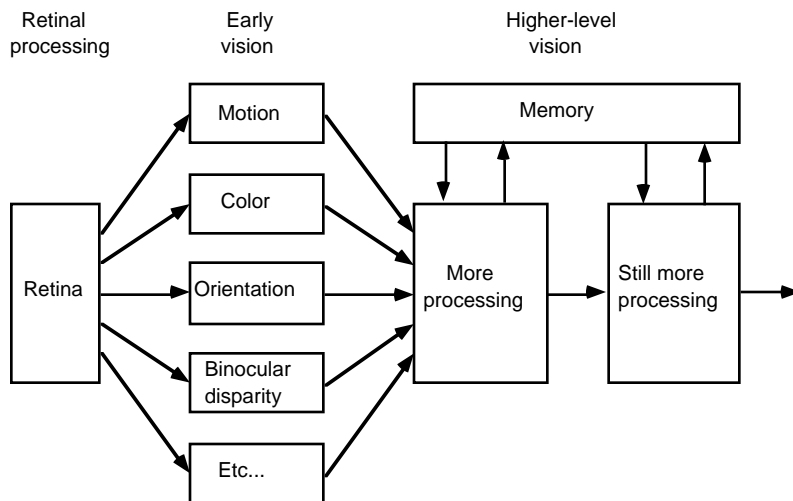 Retinal
processing
Early
vision
Higher-level
vision
Retina
Motion
Color
Orientation
Binocular
disparity
Etc...
Memory
More
processing
Still more
processing